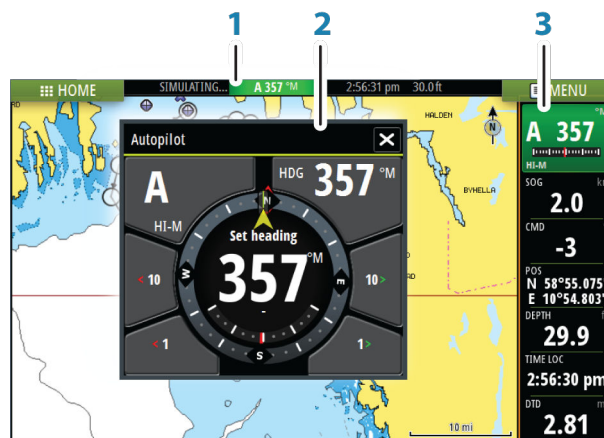 1 2 3
HOME SIMULATING... A 357 °M 2:56:31 pm 30.0ft MENU
HALDEN
N
BYHELLA
10 mi
Autopilot
A
HI-M
HDG 357 °M
N
Set heading
357 °M
-
W
E
S
<10
10>
<1
1>
°M
A 357
HI-M
SOG kn
2.0
CMD
-3
POS
N 58°55.075'
E 10°54.803'
DEPTH f
29.9
TIME LOC
2:56:30 pm
DTD m
2.81